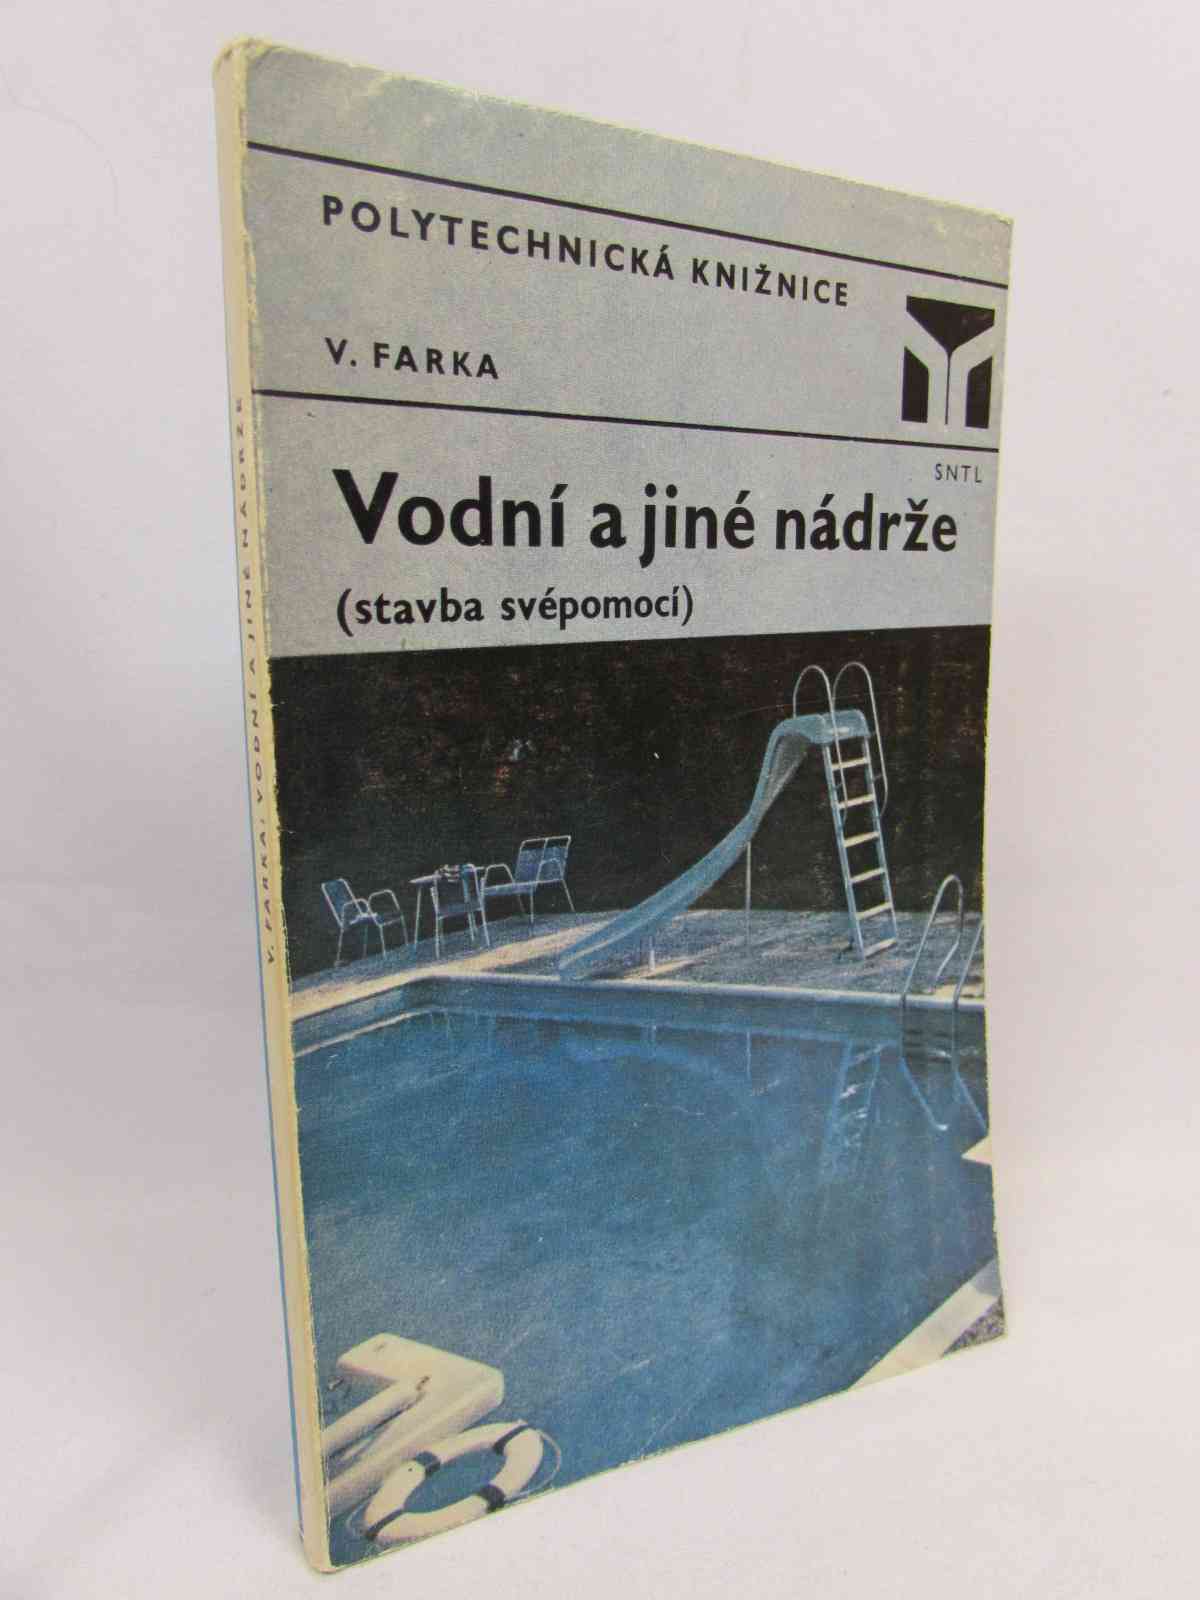 POLYTECHNICKÁ KNIŽNICE
V. FARKA
SNTL
Vodní a jiné nádrže
(stavba svépomocí)
V. FARKA: VODNÍ A JINÉ NÁDRŽE